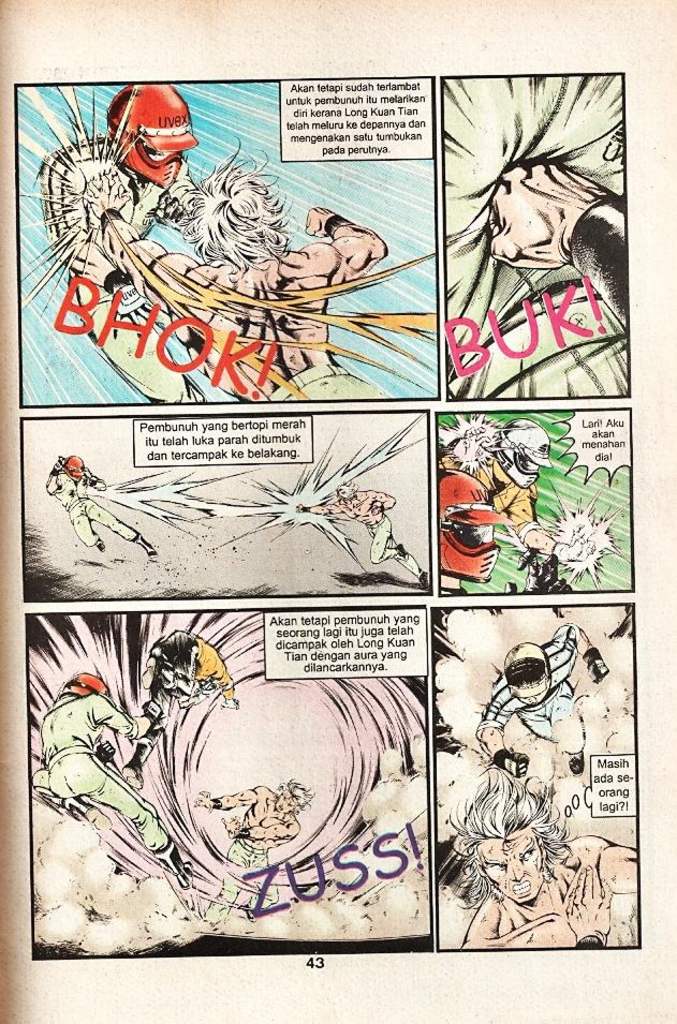 Akan tetapi sudah terlambat
untuk pembunuh itu melarikan
diri kerana Long Kuan Tian
telah meluru ke depannya dan
mengenakan satu tumbukan
pada perutnya.
uvex
uvex
BHOK!
BUK!
Pembunuh yang bertopi merah
itu telah luka parah ditumbuk
dan tercampak ke belakang.
Lari! Aku
akan
menahan
dia!
Akan tetapi pembunuh yang
seorang lagi itu juga telah
dicampak oleh Long Kuan
Tian dengan aura yang
dilancarkannya.
ZUSS!
Masih
ada se-
orang
lagi?!
43